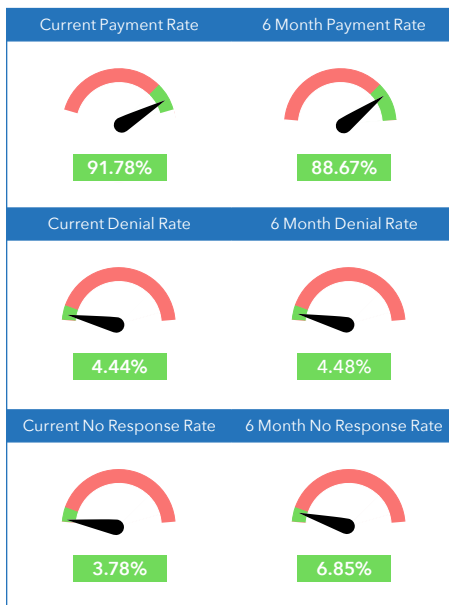 Current Payment Rate 6 Month Payment Rate
91.78% 88.67%
Current Denial Rate 6 Month Denial Rate
4.44% 4.48%
Current No Response Rate 6 Month No Response Rate
3.78% 6.85%